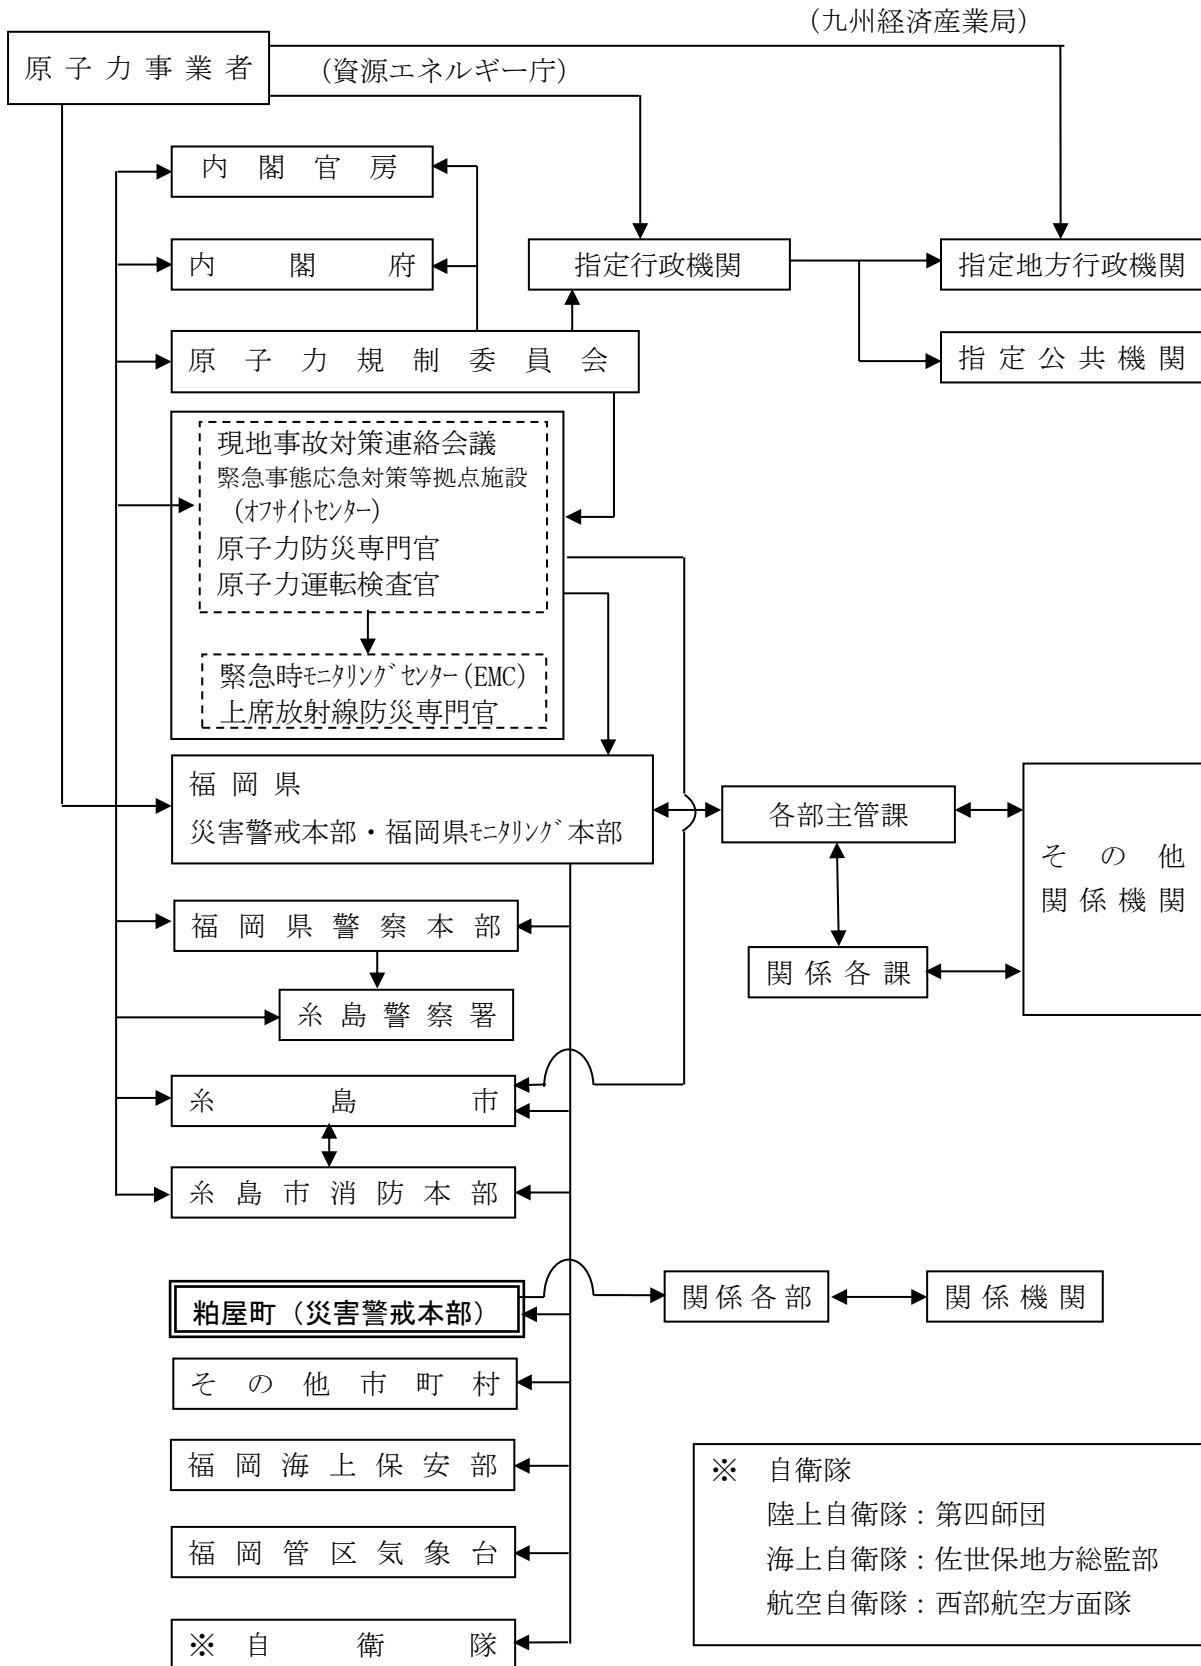 (九州経済産業局)
原子力事業者
(資源エネルギー庁)
内閣官房
内閣府
指定行政機関
指定地方行政機関
原子力規制委員会
指定公共機関
現地事故対策連絡会議
緊急事態応急対策等拠点施設
(ｵﾌｻｲﾄｾﾝﾀｰ)
原子力防災専門官
原子力運転検査官
緊急時ﾓﾆﾀﾘﾝｸﾞｾﾝﾀｰ(EMC)
上席放射線防災専門官
福岡県
災害警戒本部・福岡県ﾓﾆﾀﾘﾝｸﾞ本部
各部主管課
その他
関係機関
福岡県警察本部
関係各課
糸島警察署
糸島市
糸島市消防本部
粕屋町（災害警戒本部）
関係各部
関係機関
その他市町村
福岡海上保安部
福岡管区気象台
※自衛隊
※　自衛隊
陸上自衛隊：第四師団
海上自衛隊：佐世保地方総監部
航空自衛隊：西部航空方面隊